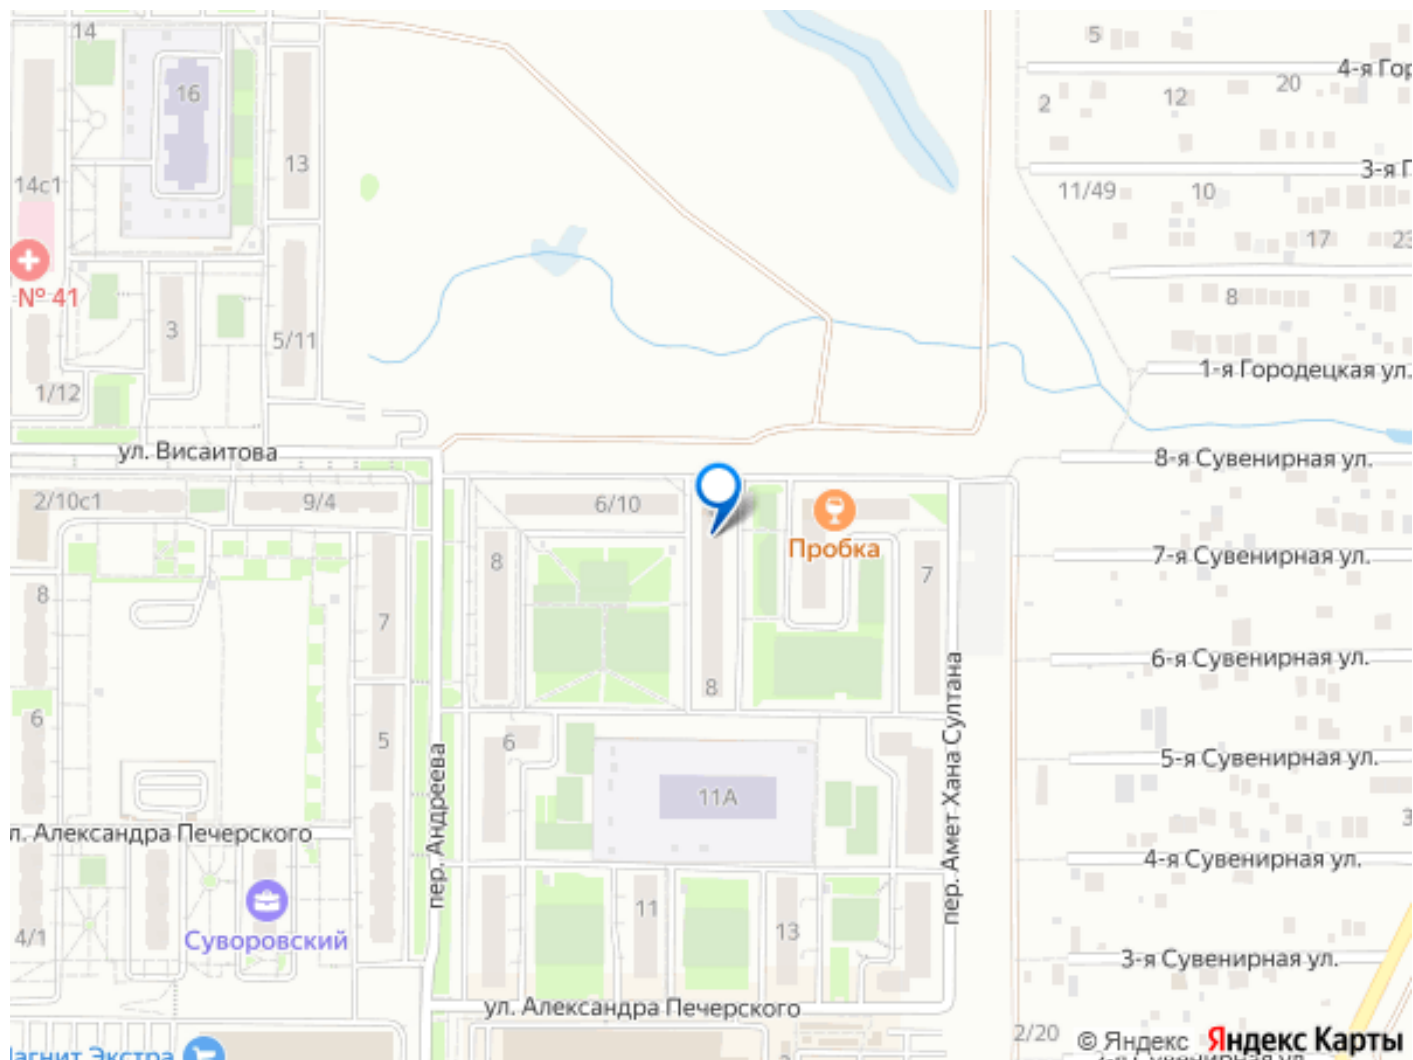 14
5
4-я Гор
16
2
12
20
13
3-я Г
14с1
11/49
10
17
23
№ 41
8
3
5/11
1/12
1-я Городецкая ул.
ул. Висаитова
8-я Сувенирная ул.
2/10с1
9/4
6/10
Пробка
7-я Сувенирная ул.
8
7
8
7
6-я Сувенирная ул.
8
6
5
6
пер. Амет Хана Султана
5-я Сувенирная ул.
пер. Андреева
11А
3
л. Александра Печерского
4-я Сувенирная ул.
11
13
4/1
Суворовский
3-я Сувенирная ул.
ул. Александра Печерского
2/20
© Яндекс Яндекс Карты
агнит Экстра